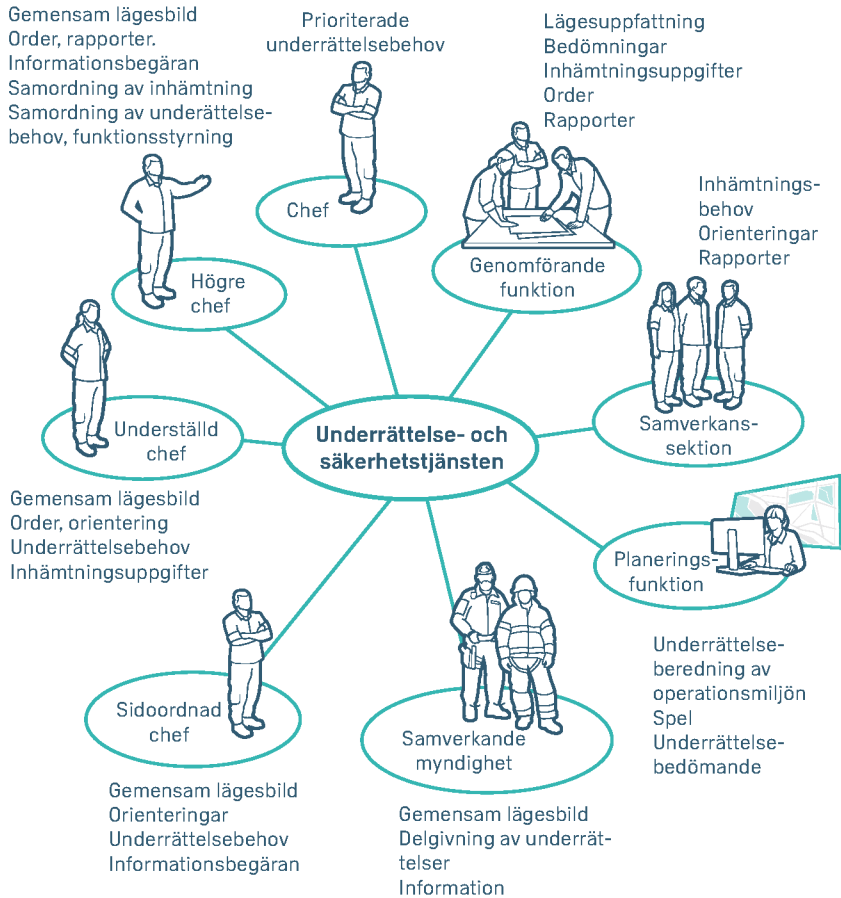 Gemensam lägesbild
Order, rapporter.
Informationsbegäran
Samordning av inhämtning
Samordning av underättelse-
behov, funktionsstyrning
Högre
chef
Prioriterade
underrättelsebehov
Chef
Lägesuppfattning
Bedömningar
Inhämtningsuppgifter
Order
Rapporter
Genomförande
funktion
Inhämtnings-
behov
Orienteringar
Rapporter
Samverkans-
sektion
Underrättelse- och
säkerhetstjänsten
Underställd
chef
Gemensam lägesbild
Order, orientering
Underrättelsebehov
Inhämtningsuppgifter
Planerings-
funktion
Underrättelse-
beredning av
operationsmiljön
Spel
Underrättelse-
bedömande
Sidoordnad
chef
Gemensam lägesbild
Orienteringar
Underrättelsebehov
Informationsbegäran
Samverkande
myndighet
Gemensam lägesbild
Delgivning av underrät-
telser
Information